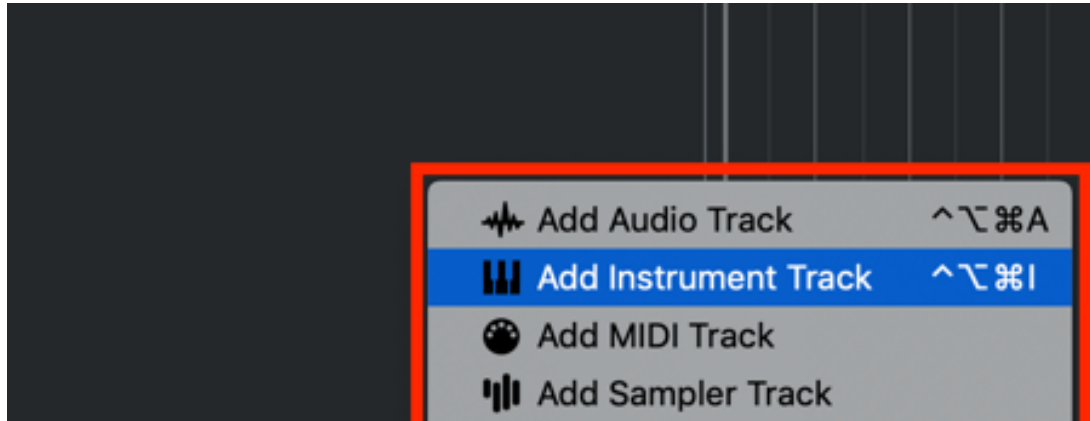 Add Audio Track ^⌥⌘A
Add Instrument Track ^⌥⌘I
Add MIDI Track
Add Sampler Track